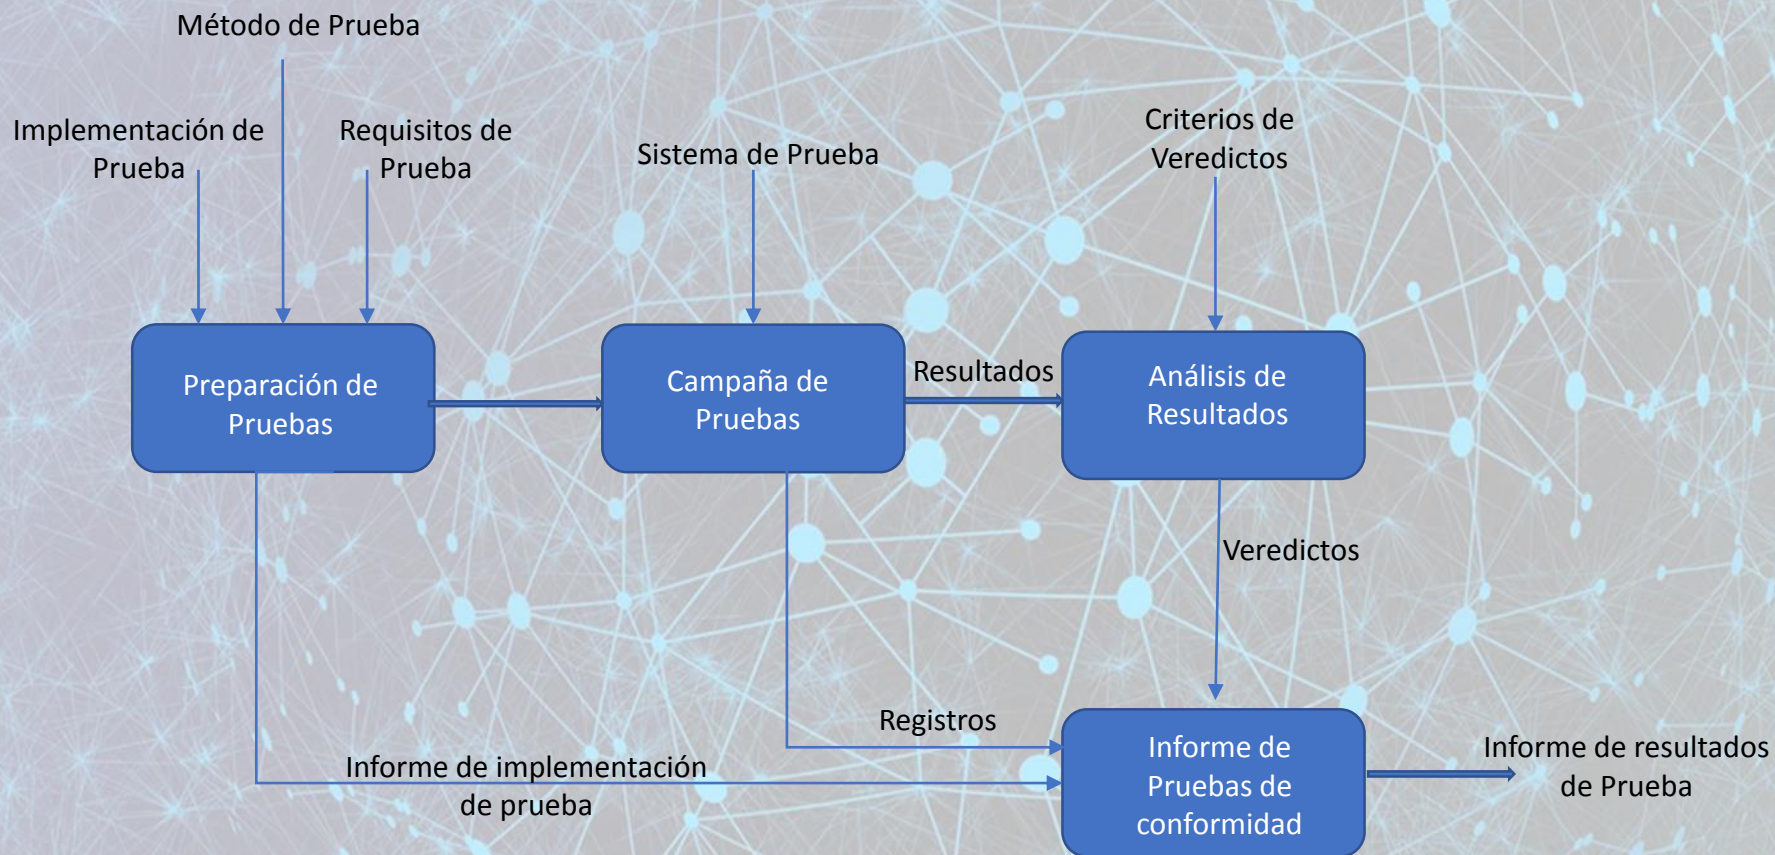 Método de Prueba
Implementación de
Prueba
Requisitos de
Prueba
Sistema de Prueba
Criterios de
Veredictos
Preparación de
Pruebas
Campaña de
Pruebas
Resultados
Análisis de
Resultados
Veredictos
Registros
Informe de implementación
de prueba
Informe de
Pruebas de
conformidad
Informe de resultados
de Prueba